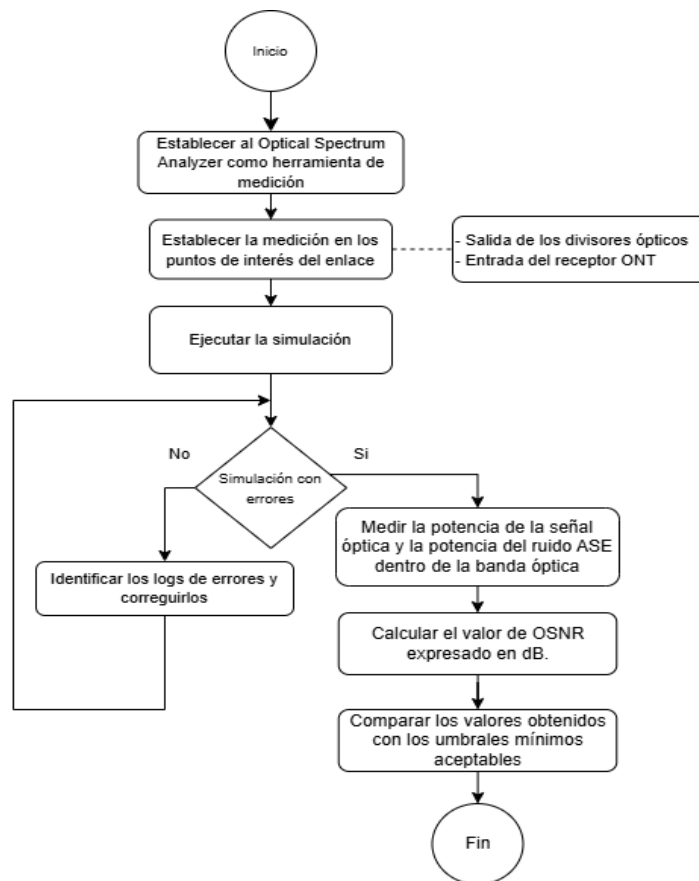 Inicio
Establecer al Optical Spectrum
Analyzer como herramienta de
medición
Establecer la medición en los
puntos de interés del enlace
- Salida de los divisores ópticos
- Entrada del receptor ONT
Ejecutar la simulación
No
Si
Simulación con
errores
Identificar los logs de errores y
correguirlos
Medir la potencia de la señal
óptica y la potencia del ruido ASE
dentro de la banda óptica
Calcular el valor de OSNR
expresado en dB.
Comparar los valores obtenidos
con los umbrales mínimos
aceptables
Fin